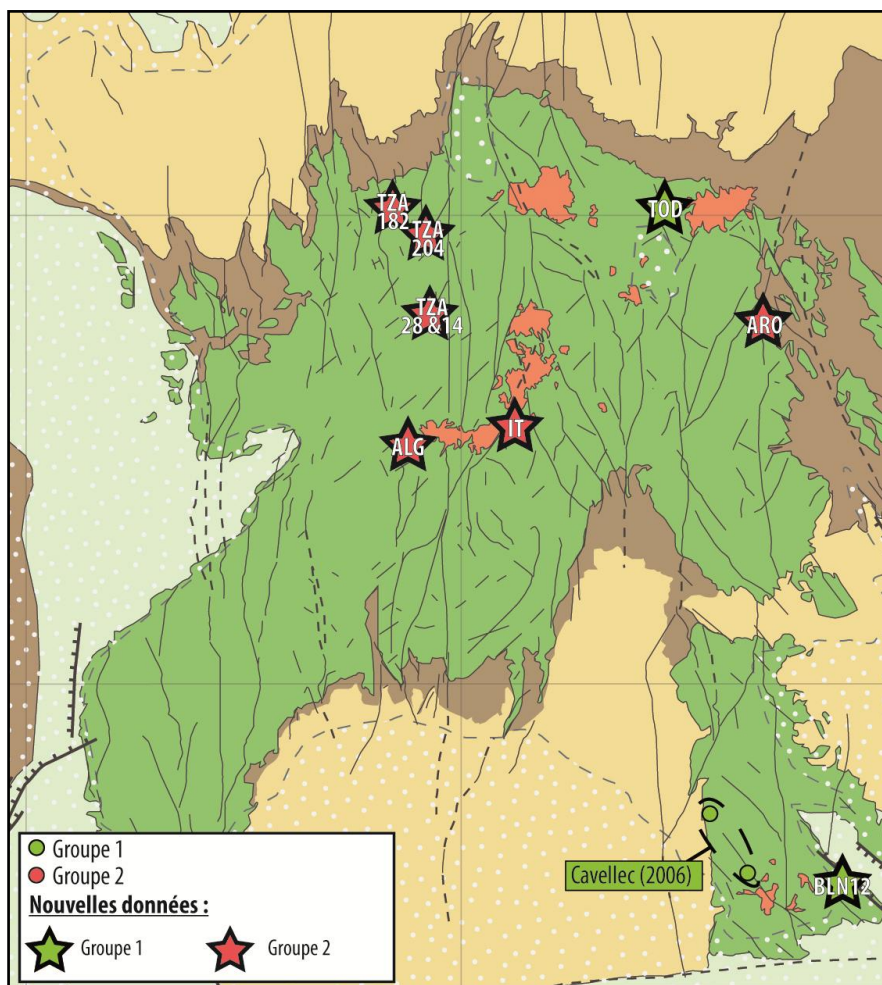 TZA
182
TZA
204
TOD
TZA
28 &14
ARO
ALG
IT
Cavellec (2006)
BLN12
Groupe 1
Groupe 2
Nouvelles données :
Groupe 1
Groupe 2